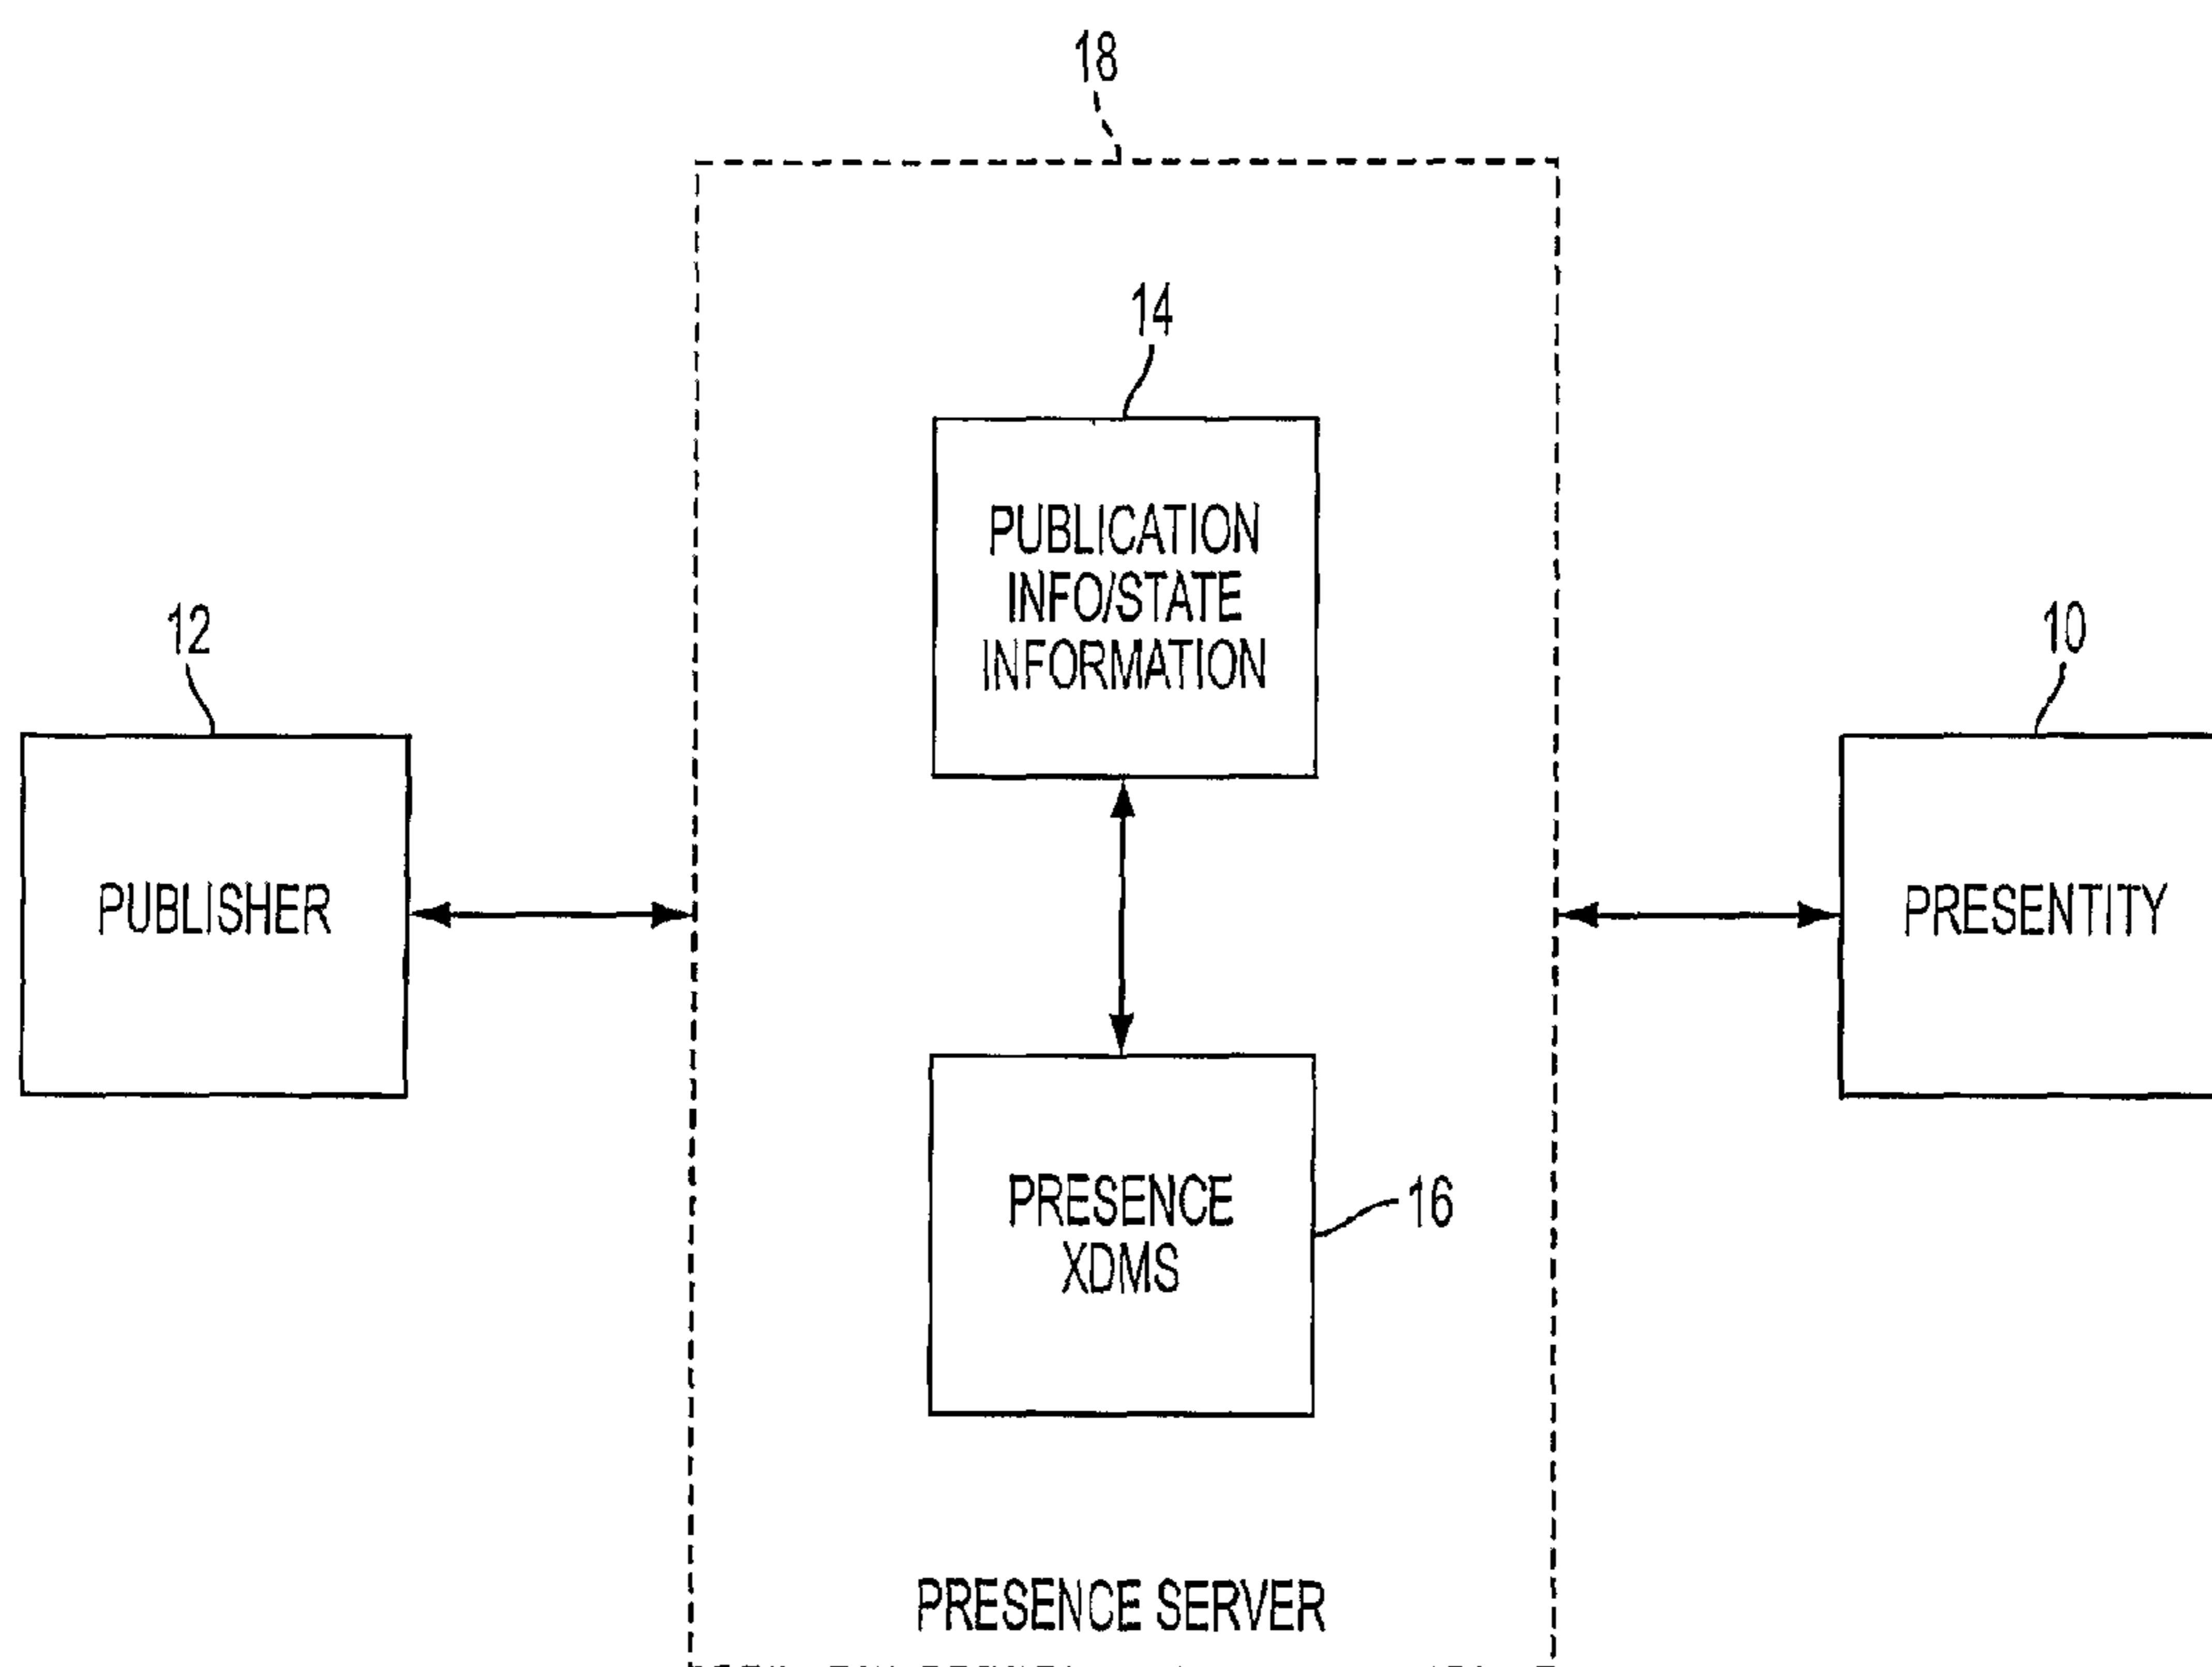 18
14
PUBLICATION
INFO/STATE
INFORMATION
12
10
PUBLISHER
PRESENTITY
PRESENCE
XDMS
16
PRESENCE SERVER